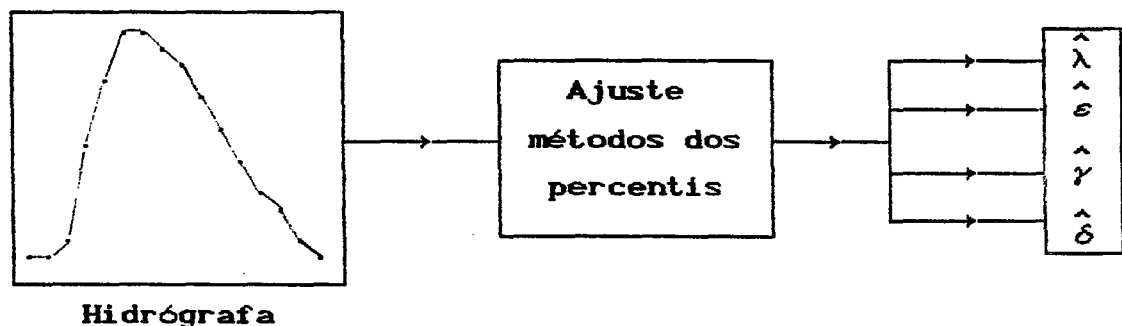 Ajuste
métodos dos
percentis
λ̂
ε̂
γ̂
δ̂
Hidrógrafa